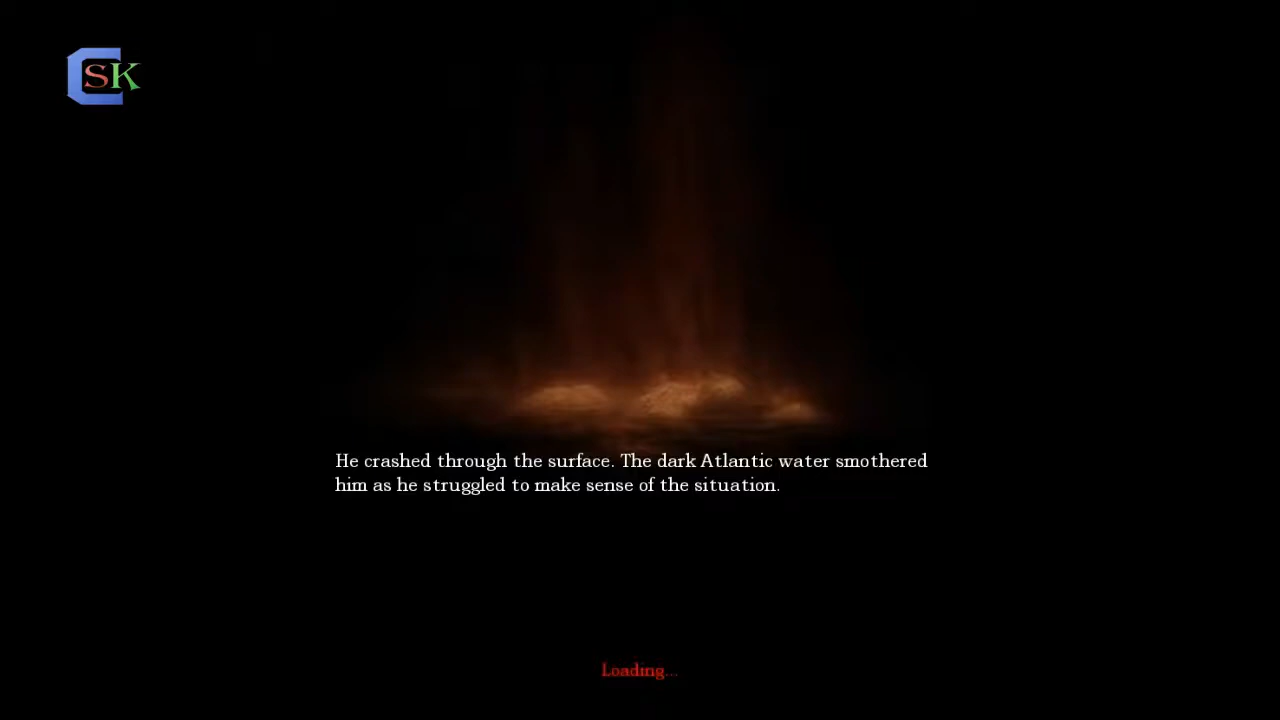 CSK
He crashed through the surface. The dark Atlantic water smothered
him as he struggled to make sense of the situation.
Loading...